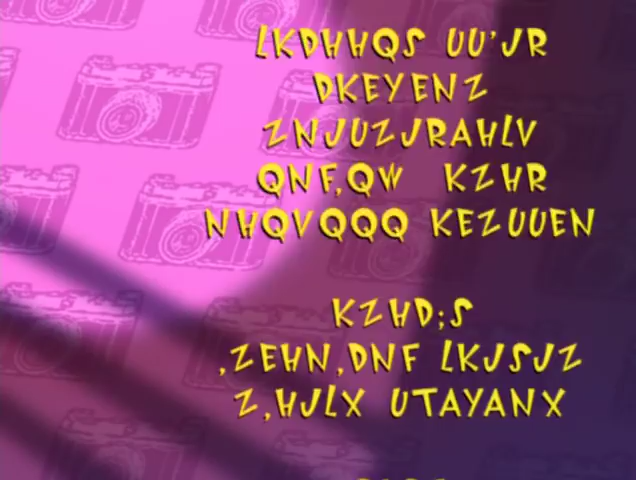 LKDHHQS UU'JR
DKEYENZ
ZNJUZJRAHLV
QNF,QW KZHR
NHQVQQQ KEZUUEN
KZHD;S
,ZEHN,DNF LKJSJZ
Z,HJLX UTAYANX